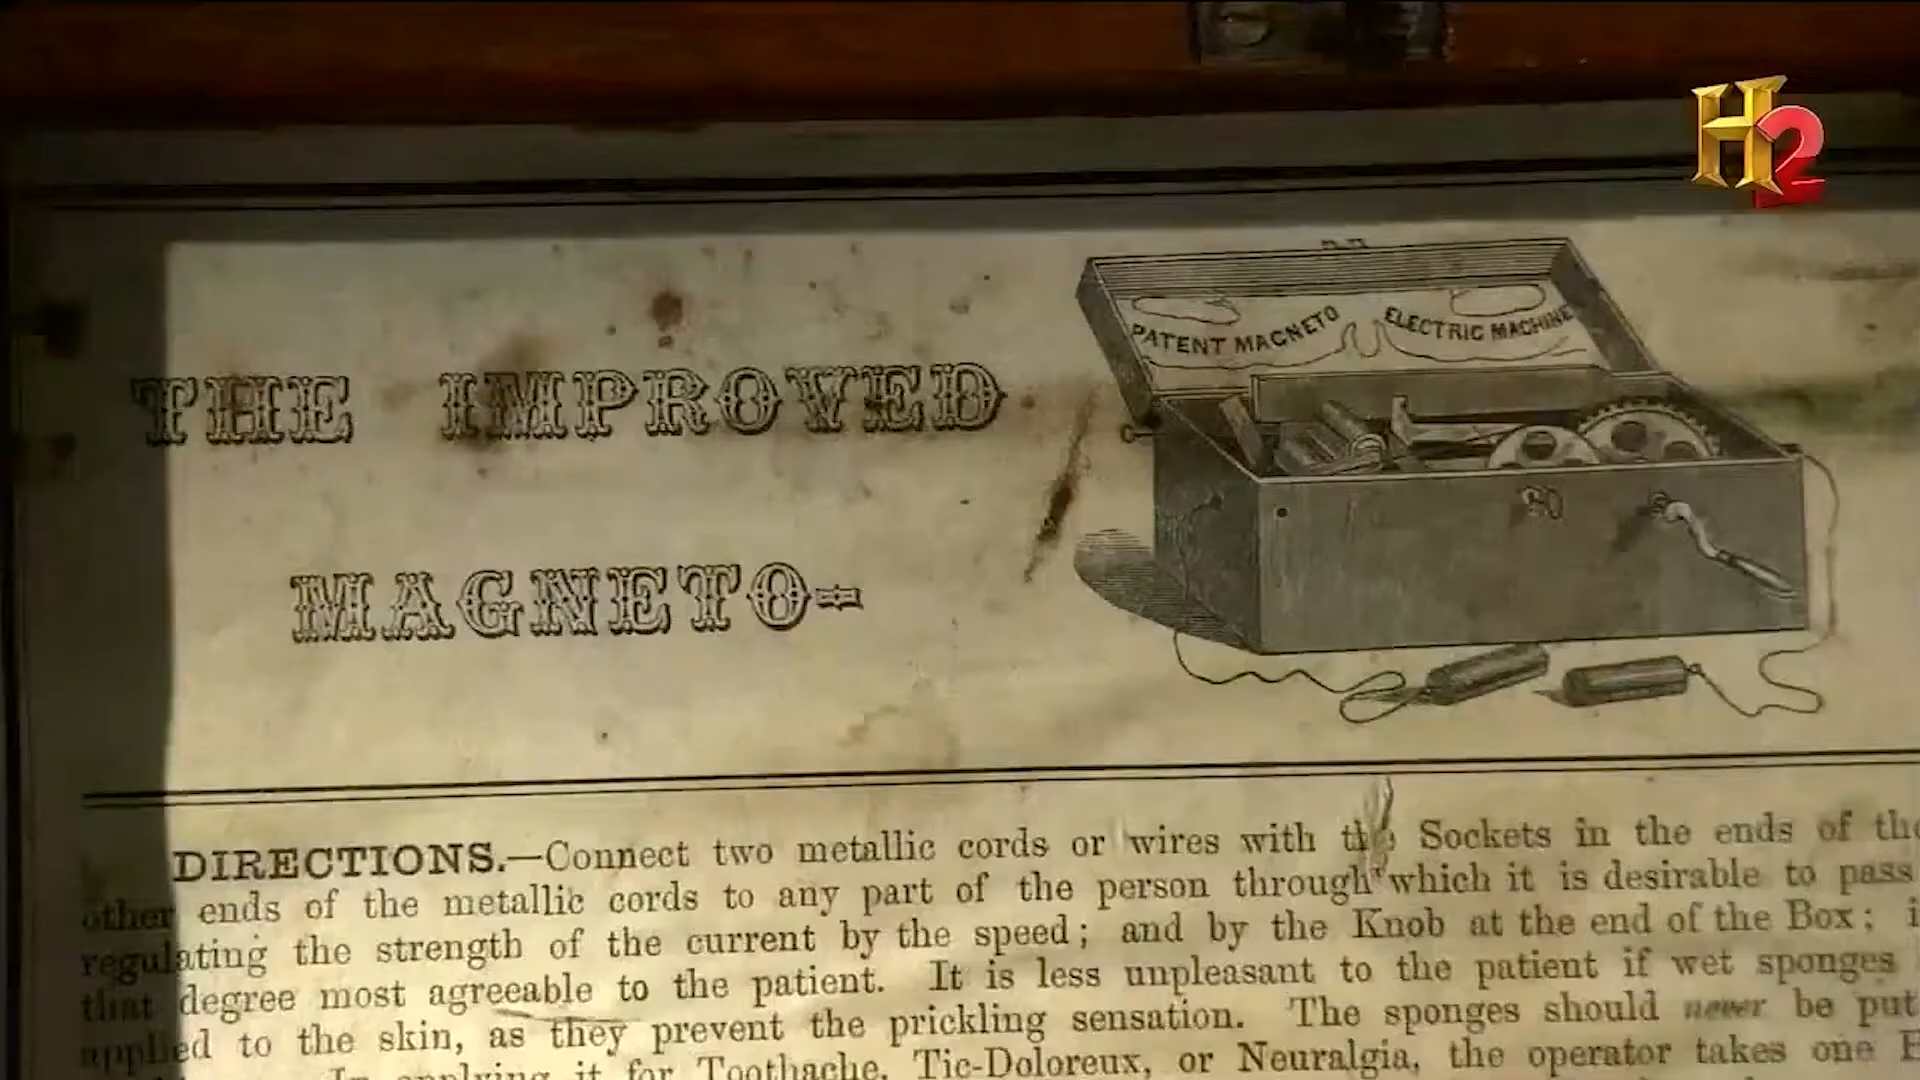 H2
PATENT MAGNETO ELECTRIC MACHINE
THE IMPROVED
MAGNETO-
DIRECTIONS.—Connect two metallic cords or wires with the Sockets in the ends of the
other ends of the metallic cords to any part of the person through which it is desirable to pass
regulating the strength of the current by the speed; and by the Knob at the end of the Box; i
that degree most agreeable to the patient. It is less unpleasant to the patient if wet sponges
applied to the skin, as they prevent the prickling sensation. The sponges should never be put
In applying it for Toothache, Tic-Doloreux, or Neuralgia, the operator takes one